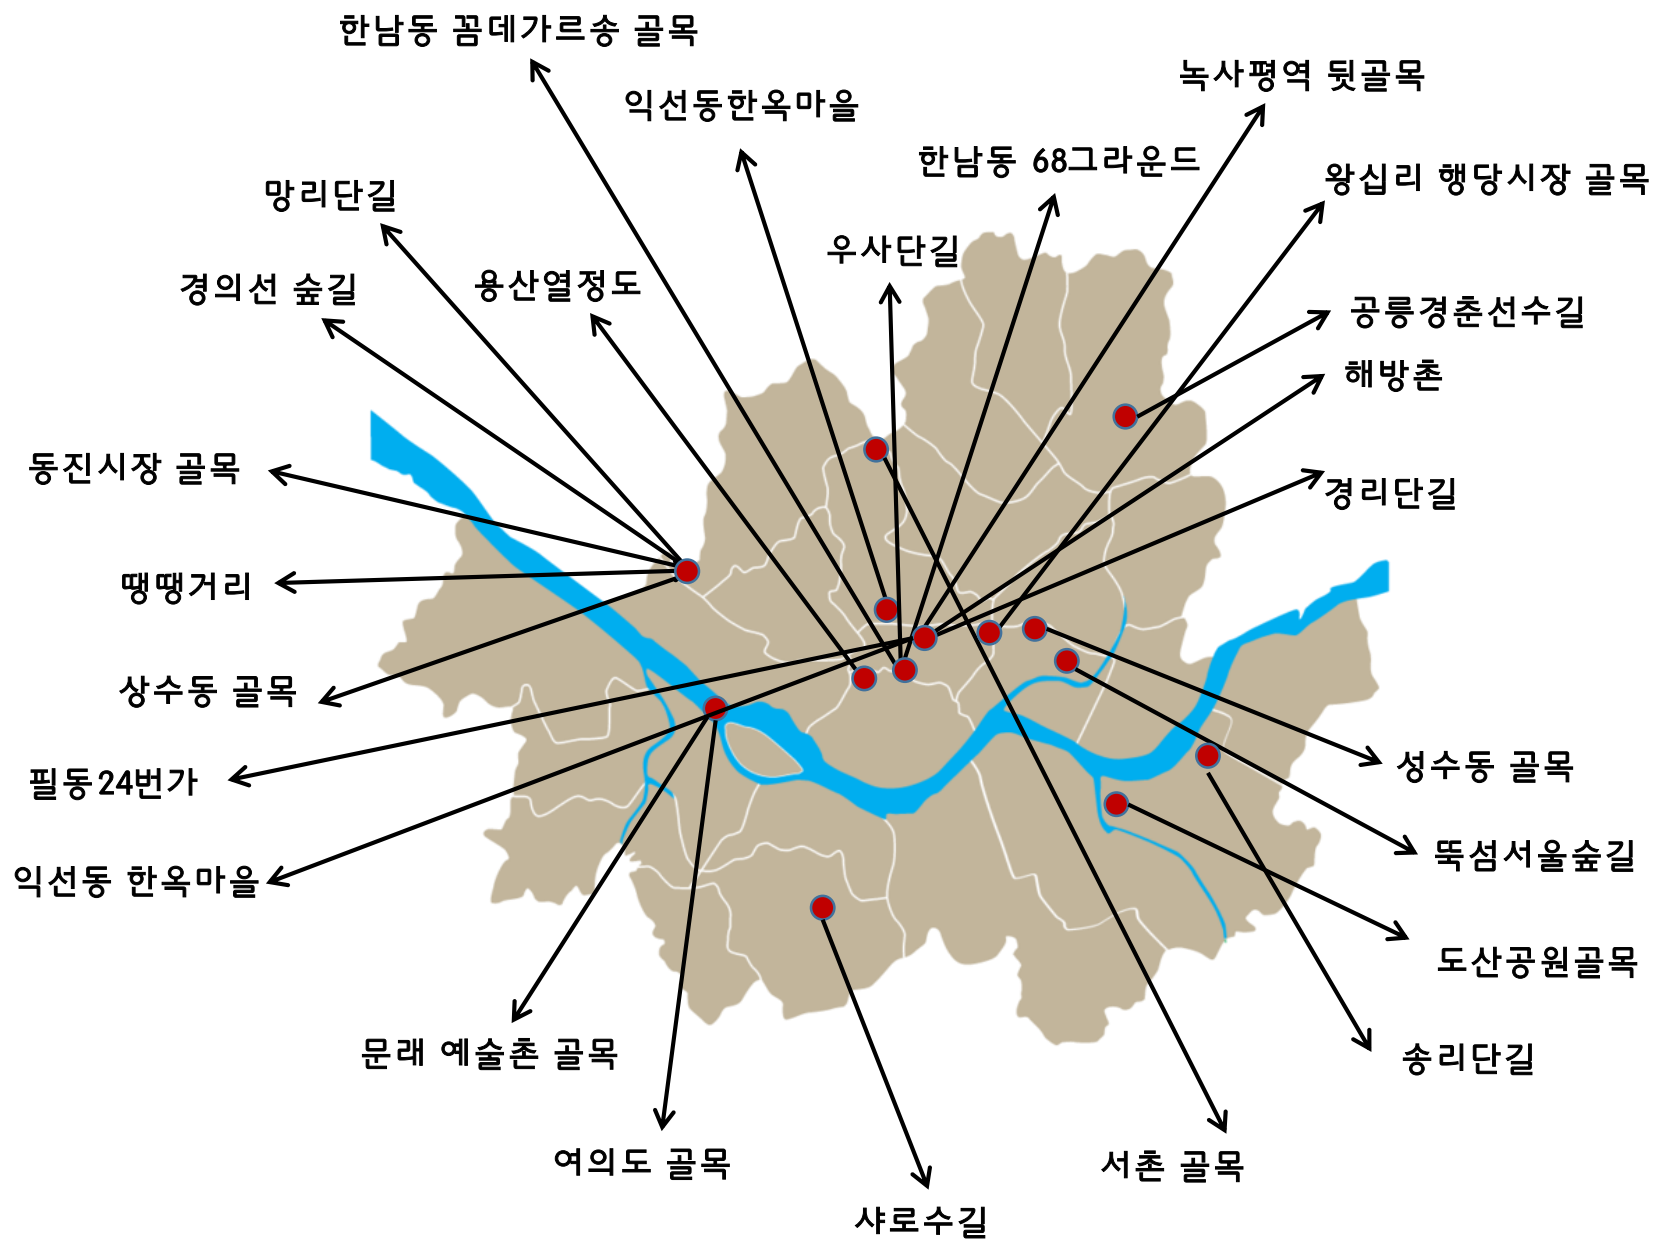 한남동 꼼데가르송 골목
녹사평역 뒷골목
익선동한옥마을
한남동 68그라운드
왕십리 행당시장 골목
망리단길
우사단길
경의선 숲길
용산열정도
공릉경춘선수길
해방촌
동진시장 골목
경리단길
땡땡거리
상수동 골목
성수동 골목
필동24번가
뚝섬서울숲길
익선동 한옥마을
도산공원골목
문래 예술촌 골목
송리단길
여의도 골목
서촌 골목
샤로수길